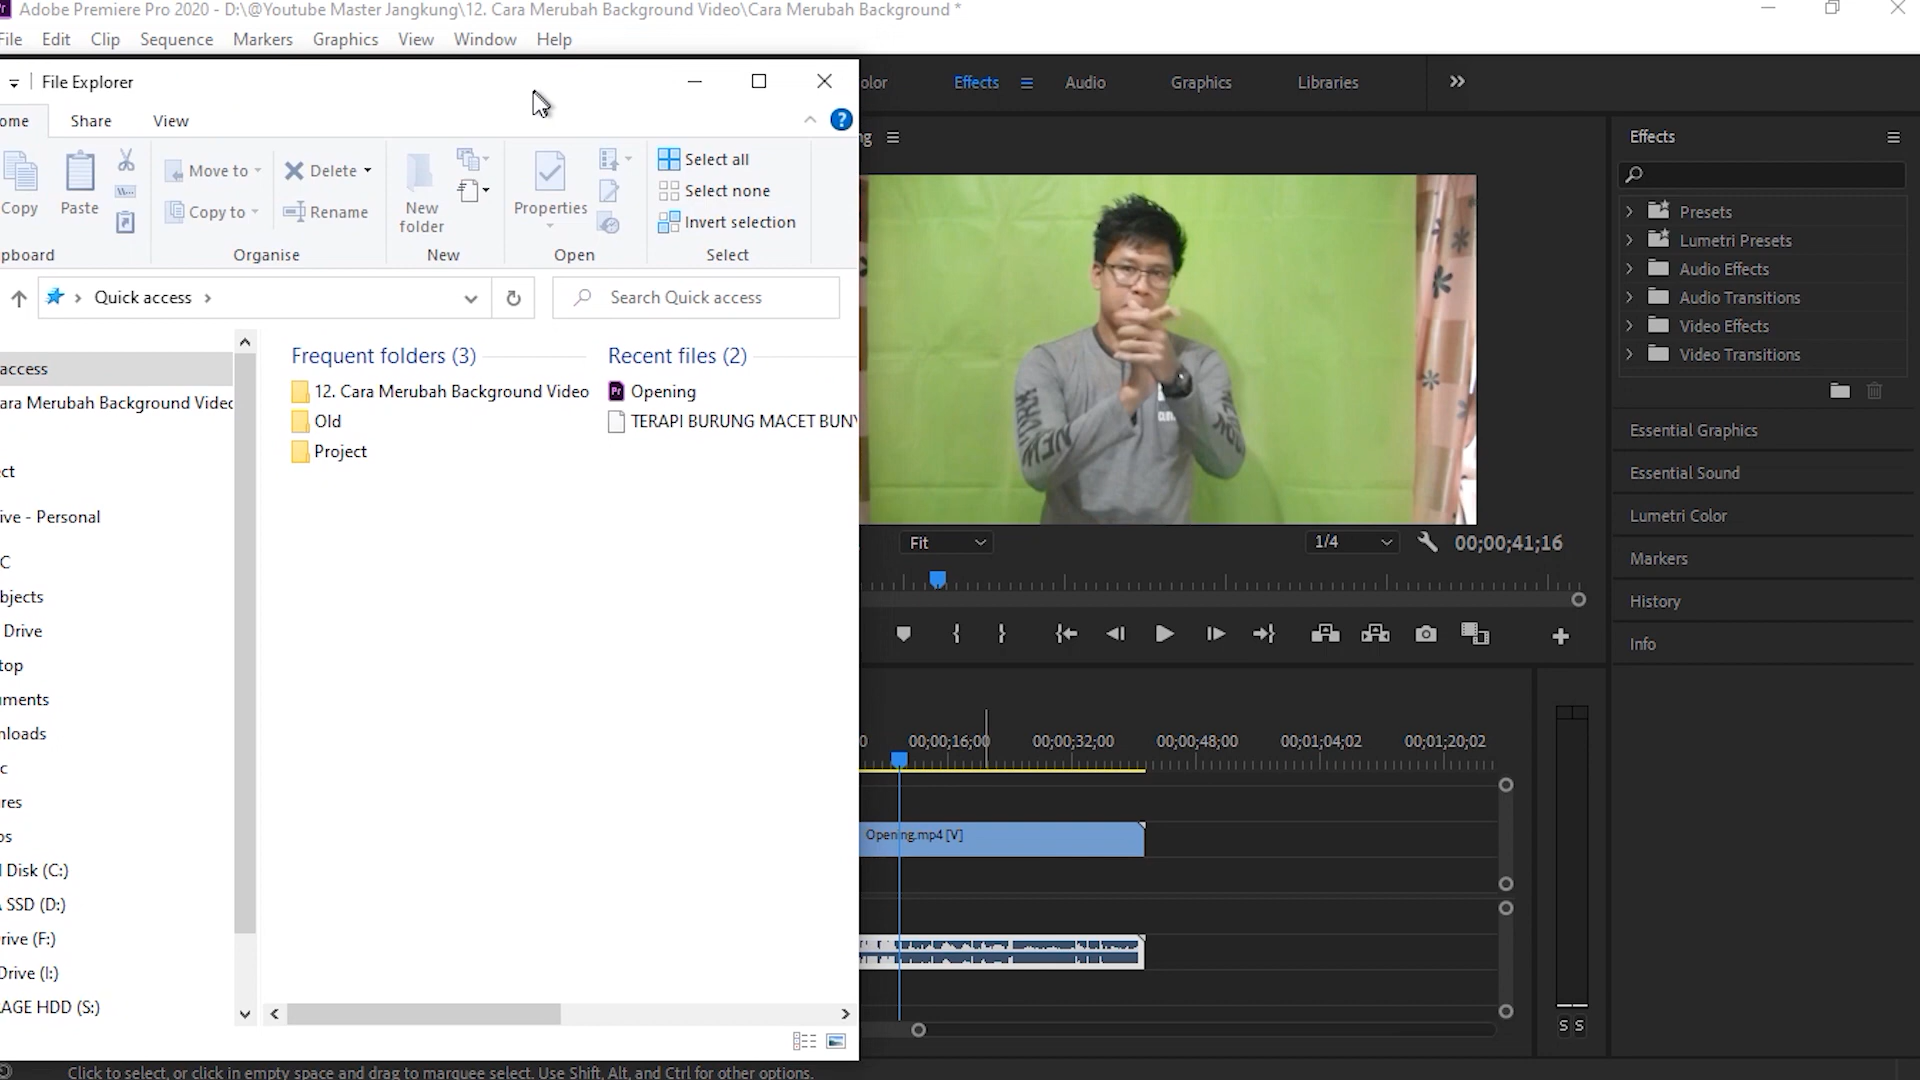 Adobe Premiere Pro 2020 - D:\@Youtube Master Jangkung\12. Cara Merubah Background Video\Cara Merubah Background *
File Edit Clip Sequence Markers Graphics View Window Help
File Explorer
olor Effects Audio Graphics Libraries
ome Share View
Copy
Paste
Move to
Copy to
Delete
Rename
New folder
Properties
Select all
Select none
Invert selection
pboard Organise New Open Select
Quick access
Search Quick access
access
ara Merubah Background Video
ct
ive - Personal
C
bjects
Drive
top
uments
nloads
c
res
os
l Disk (C:)
SSD (D:)
rive (F:)
Drive (I:)
AGE HDD (S:)
Frequent folders (3)
12. Cara Merubah Background Video
Old
Project
Recent files (2)
Opening
TERAPI BURUNG MACET BUNY
ng
Fit
1/4
00;00;41;16
0 00;00;16;00 00;00;32;00 00;00;48;00 00;01;04;02 00;01;20;02
Opening.mp4 [V]
S S
Effects
Presets
Lumetri Presets
Audio Effects
Audio Transitions
Video Effects
Video Transitions
Essential Graphics
Essential Sound
Lumetri Color
Markers
History
Info
Click to select, or click in empty space and drag to marquee select. Use Shift, Alt, and Ctrl for other options.